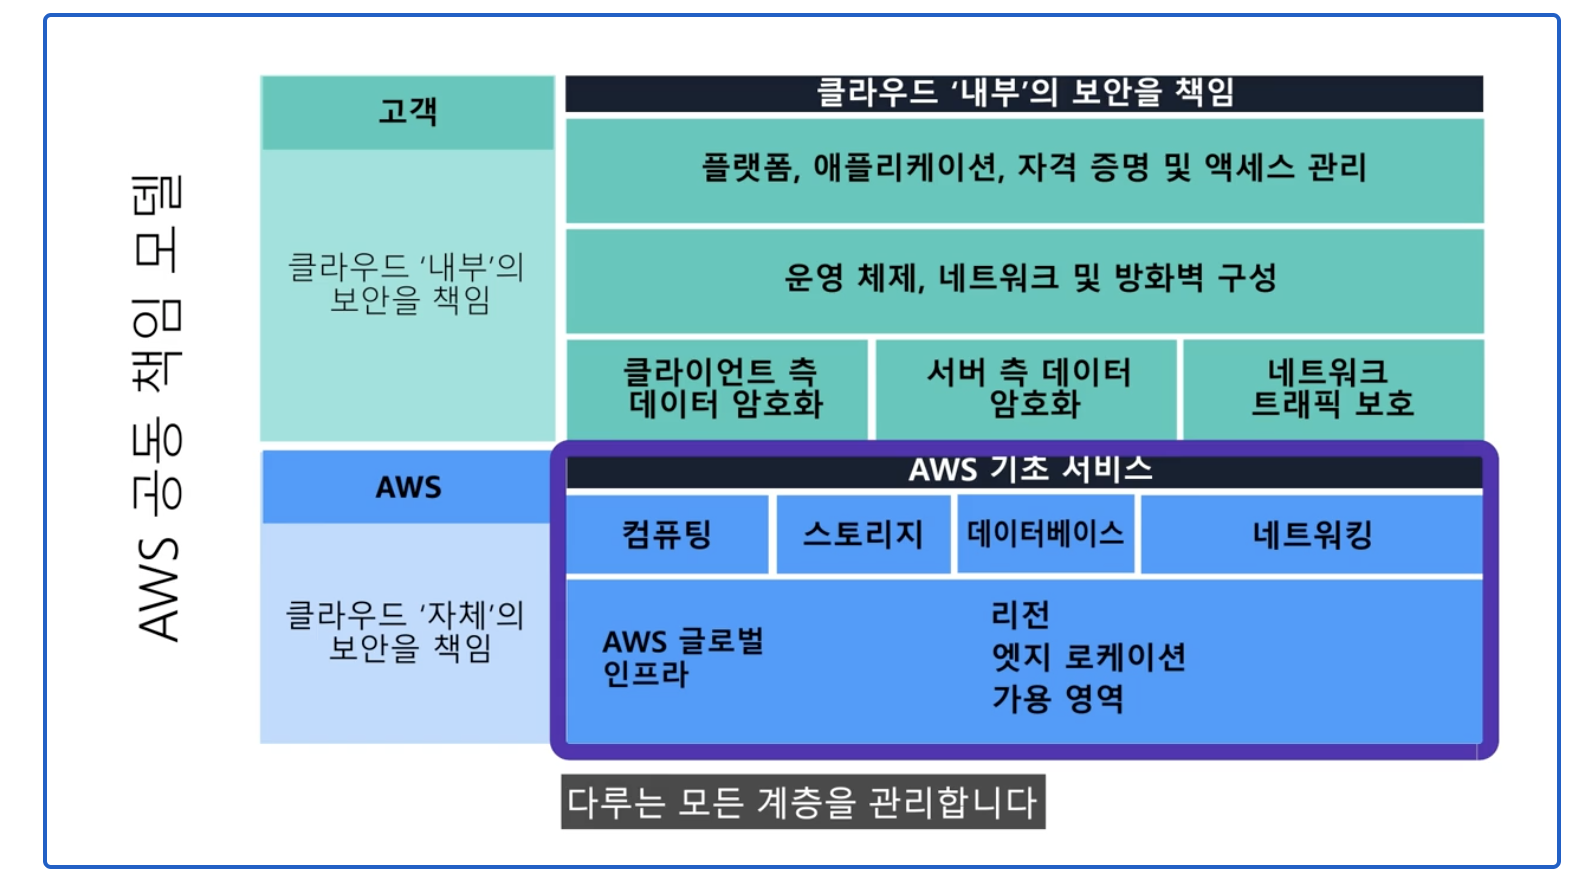 AWS 공동 책임 모델
고객
클라우드 ‘내부’의
보안을 책임
클라우드 ‘내부’의 보안을 책임
플랫폼, 애플리케이션, 자격 증명 및 액세스 관리
운영 체제, 네트워크 및 방화벽 구성
클라이언트 측
데이터 암호화
서버 측 데이터
암호화
네트워크
트래픽 보호
AWS
클라우드 ‘자체’의
보안을 책임
AWS 기초 서비스
컴퓨팅
스토리지
데이터베이스
네트워킹
AWS 글로벌
인프라
리전
엣지 로케이션
가용 영역
다루는 모든 계층을 관리합니다